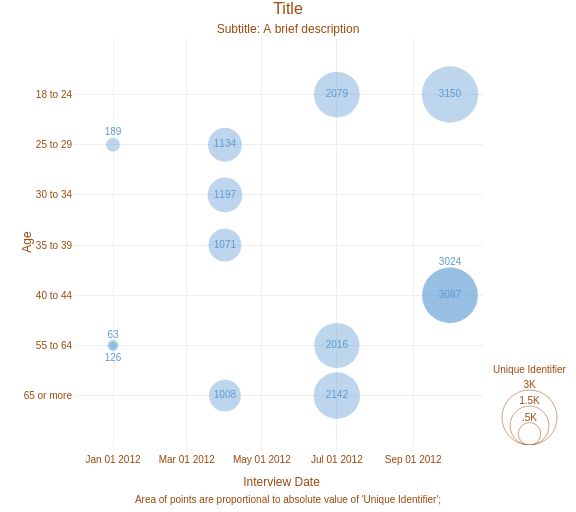 Title
Subtitle: A brief description
18 to 24
2079
3150
189
25 to 29
1134
30 to 34
1197
Age
35 to 39
1071
3024
40 to 44
3087
63
55 to 64
2016
126
65 or more
1008
2142
Unique Identifier
3K
1.5K
.5K
Jan 01 2012 Mar 01 2012 May 01 2012 Jul 01 2012 Sep 01 2012
Interview Date
Area of points are proportional to absolute value of 'Unique Identifier';